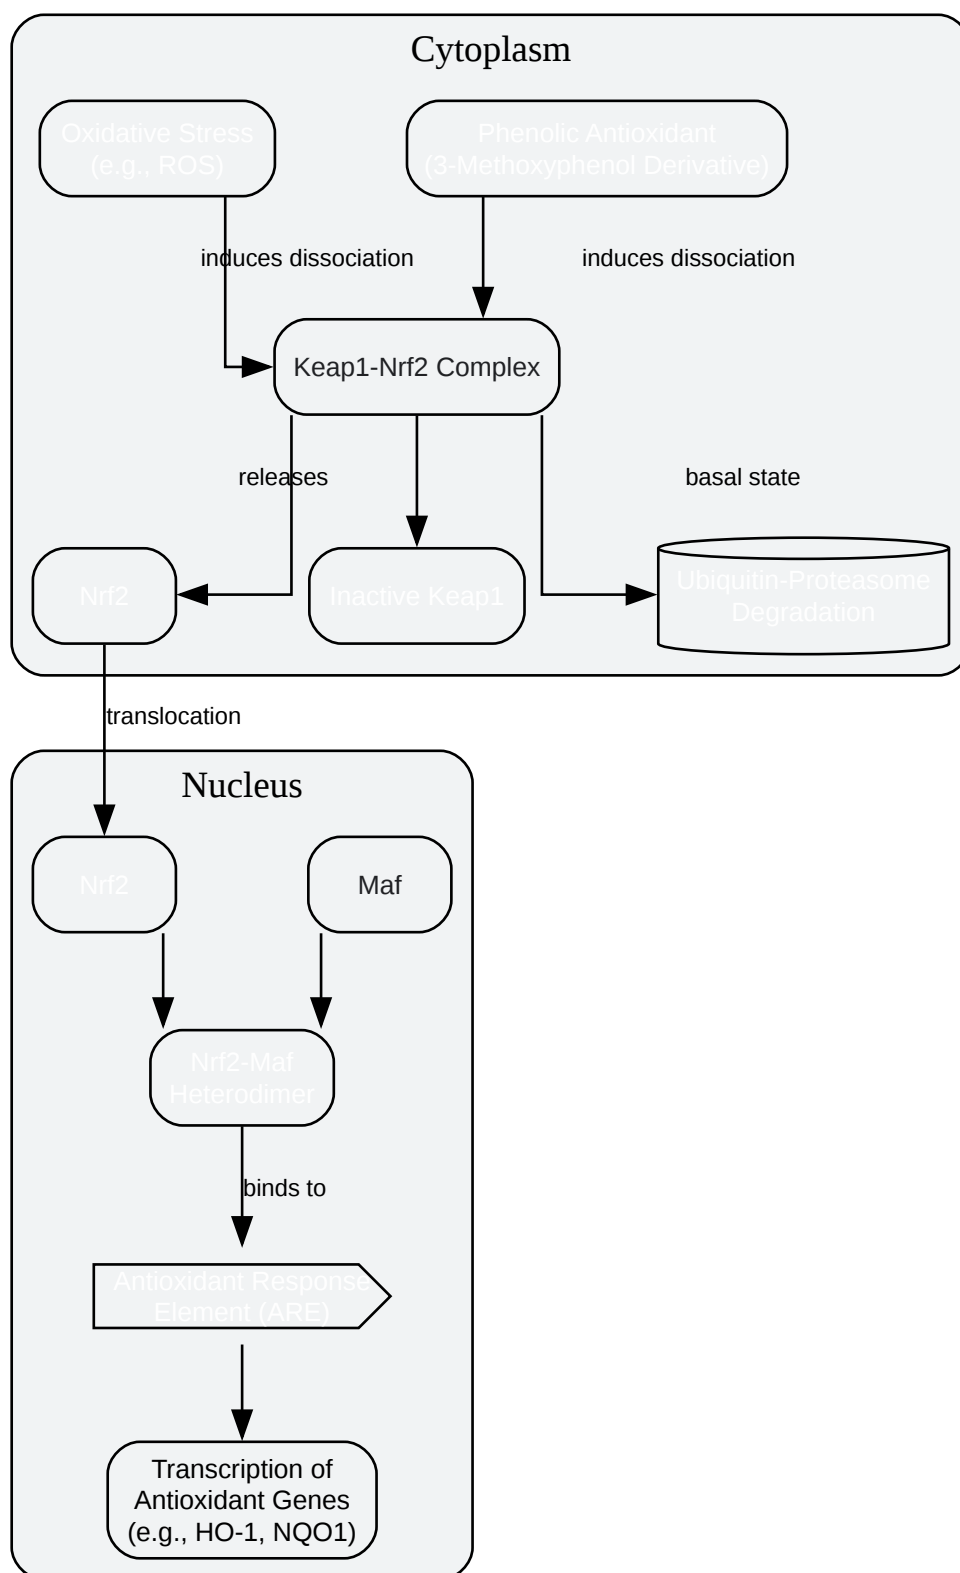 Cytoplasm
Oxidative Stress
(e.g., ROS)
Phenolic Antioxidant
(3-Methoxyphenol Derivative)
induces dissociation
induces dissociation
Keap1-Nrf2 Complex
releases
basal state
Nrf2
Inactive Keap1
Ubiquitin-Proteasome
Degradation
translocation
Nucleus
Nrf2
Maf
Nrf2-Maf
Heterodimer
binds to
Antioxidant Response
Element (ARE)
Transcription of
Antioxidant Genes
(e.g., HO-1, NQO1)